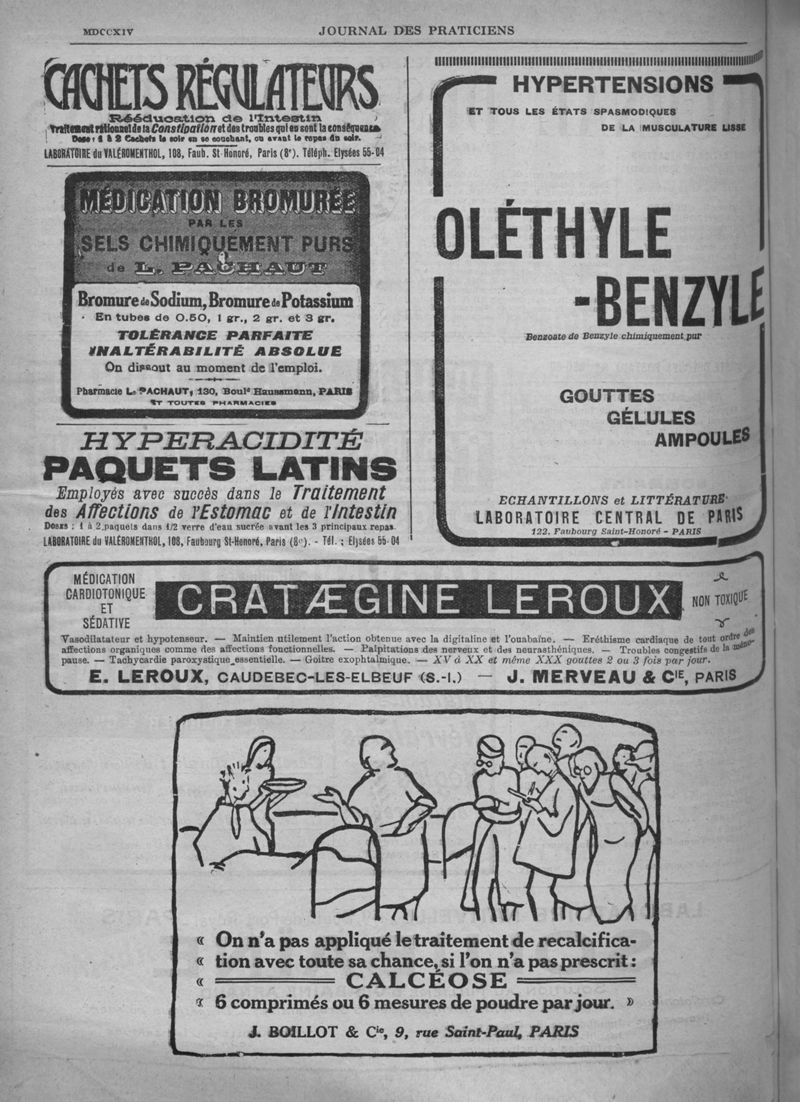 MDCCXIV
JOURNAL DES PRATICIENS
CACHETS RÉGULATEURS
Rééducation de l'Intestin
Traitement rationnel de la Constipation et des troubles qui en sont la conséquence
Dose : 1 à 2 Cachets le soir en se couchant, ou avant le repas du soir.
LABORATOIRE du VALÉROMENTHOL, 108, Faub. St-Honoré, Paris (8e). Téléph. Elysées 55-04
MÉDICATION BROMURÉE
PAR LES
SELS CHIMIQUEMENT PURS
de L. PACHAUT
Bromure de Sodium, Bromure de Potassium
En tubes de 0.50, 1 gr., 2 gr. et 3 gr.
TOLÉRANCE PARFAITE
INALTÉRABILITÉ ABSOLUE
On dissout au moment de l'emploi.
Pharmacie L. PACHAUT, 130, Boul^d Haussmann, PARIS
ET TOUTES PHARMACIES
HYPERACIDITÉ
PAQUETS LATINS
Employés avec succès dans le Traitement
des Affections de l'Estomac et de l'Intestin
DOSES : 1 à 2 paquets dans 1/2 verre d'eau sucrée avant les 3 principaux repas.
LABORATOIRE du VALÉROMENTHOL, 108, Faubourg St-Honoré, Paris (8e). - Tél. : Elysées 55-04
HYPERTENSIONS
ET TOUS LES ÉTATS SPASMODIQUES
DE LA MUSCULATURE LISSE
OLÉTHYLE
-BENZYLE
Benzoate de Benzyle chimiquement pur
GOUTTES
GÉLULES
AMPOULES
ECHANTILLONS et LITTÉRATURE
LABORATOIRE CENTRAL DE PARIS
122, Faubourg Saint-Honoré - PARIS
MÉDICATION
CARDIOTONIQUE
ET
SÉDATIVE
CRATÆGINE LEROUX
NON TOXIQUE
Vasodilatateur et hypotenseur. — Maintien utilement l'action obtenue avec la digitaline et l'ouabaïne. — Eréthisme cardiaque de tout ordre des
affections organiques comme des affections fonctionnelles. — Palpitations des nerveux et des neurasthéniques. — Troubles congestifs de la méno-
pause. — Tachycardie paroxystique essentielle. — Goitre exophtalmique. — XV à XX et même XXX gouttes 2 ou 3 fois par jour.
E. LEROUX, CAUDEBEC-LES-ELBEUF (S.-I.) — J. MERVEAU & CIE, PARIS
« On n'a pas appliqué le traitement de recalcifica-
« tion avec toute sa chance, si l'on n'a pas prescrit :
« CALCÉOSE
« 6 comprimés ou 6 mesures de poudre par jour. »
J. BOILLOT & Cie, 9, rue Saint-Paul, PARIS